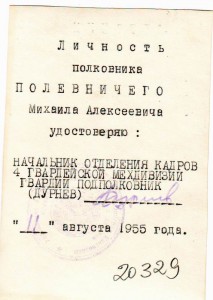 Личность
полковника
ПОЛЕВНИЧЕГО
Михаила Алексеевича
удостоверяю :
НАЧАЛЬНИК ОТДЕЛЕНИЯ КАДРОВ
4 ГВАРДЕЙСКОЙ МЕХДИВИЗИИ
ГВАРДИИ ПОДПОЛКОВНИК
(ДУРНЕВ)
"11" августа 1955 года.
20329